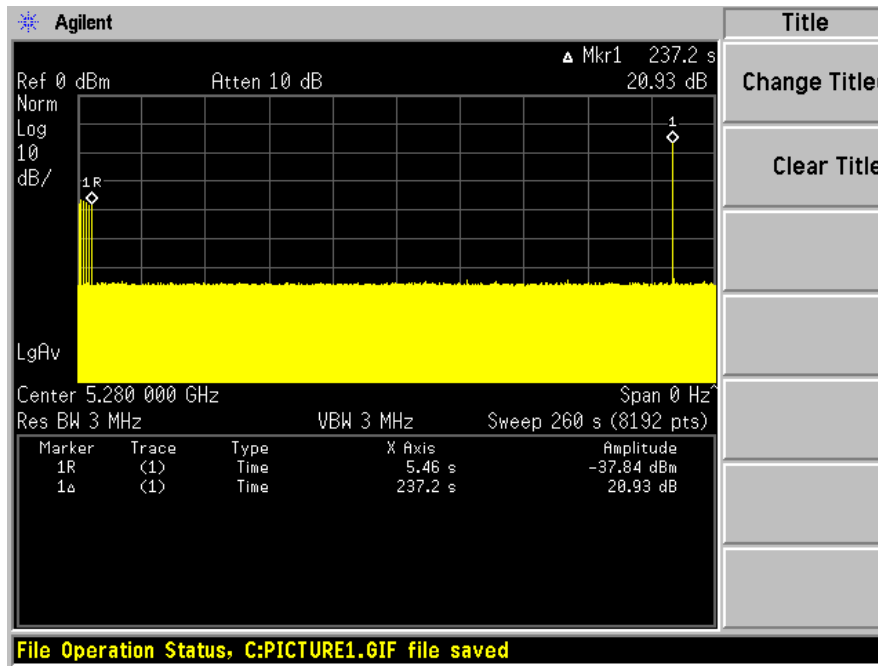 Agilent
Title
Δ Mkr1 237.2 s
Ref 0 dBm Atten 10 dB 20.93 dB
Norm
Log
10
dB/
1R
1
LgAv
Center 5.280 000 GHz Span 0 Hz^
Res BW 3 MHz VBW 3 MHz Sweep 260 s (8192 pts)
Marker Trace Type X Axis Amplitude
1R (1) Time 5.46 s -37.84 dBm
1Δ (1) Time 237.2 s 20.93 dB
Change Title
Clear Title
File Operation Status, C:PICTURE1.GIF file saved